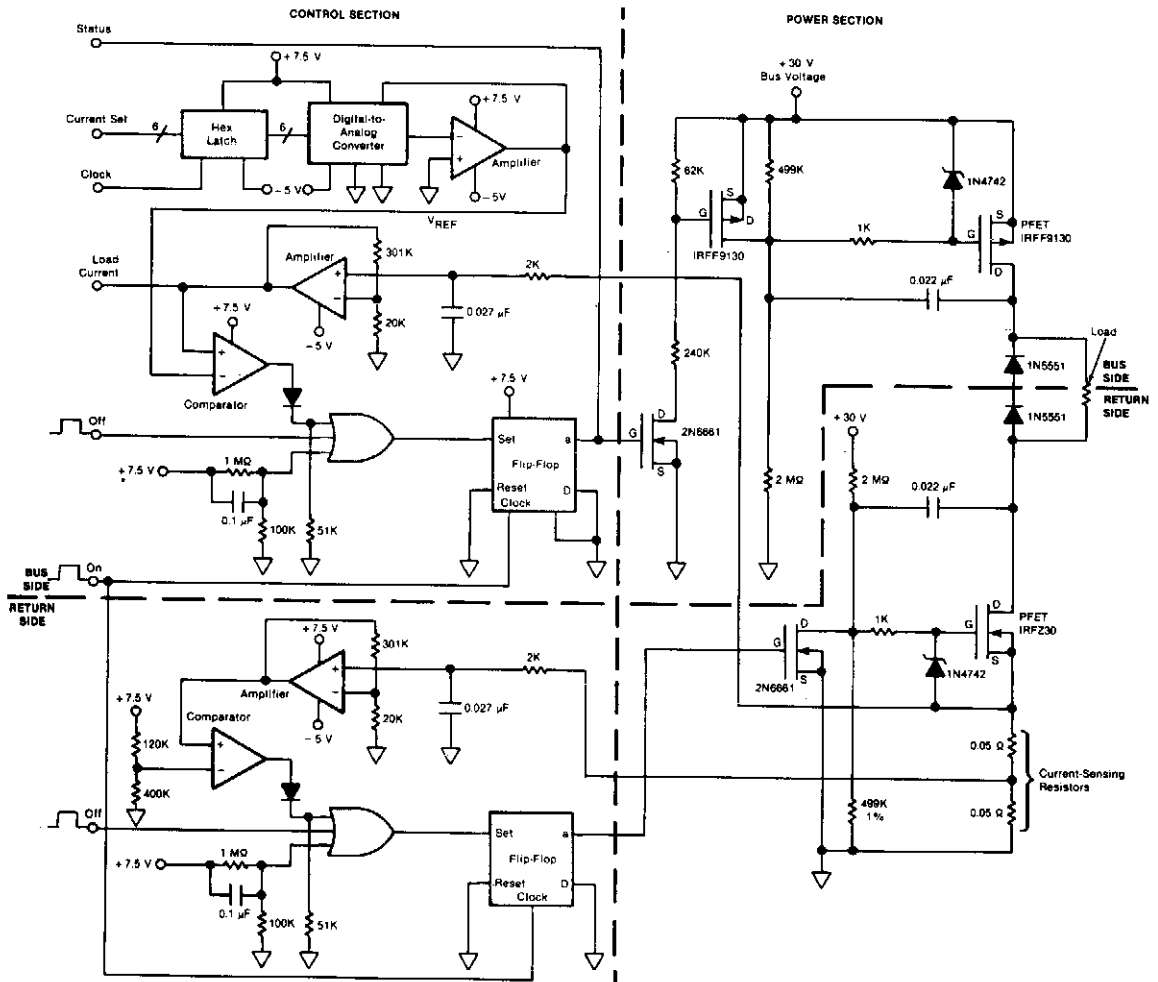 CONTROL SECTION
POWER SECTION
Status
+ 7.5 V
+ 30 V
Bus Voltage
Current Set
6
Hex
Latch
6
Digital-to-
Analog
Converter
+7.5 V
Amplifier
- 5V
Clock
- 5 V
VREF
62K
499K
1N4742
S
G
D
IRFF9130
1K
S
G
D
PFET
IRFF9130
Load
Current
Amplifier
301K
2K
0.027 µF
20K
- 5 V
+7.5 V
Comparator
0.022 µF
240K
Load
1N5551
BUS
SIDE
RETURN
SIDE
1N5551
Off
+ 7.5 V
Set
a
Flip-Flop
Reset
Clock
D
G
D
S
2N6661
+ 30 V
2 MΩ
2 MΩ
0.022 µF
+7.5 V
1 MΩ
0.1 µF
100K
51K
On
BUS
SIDE
RETURN
SIDE
+7.5 V
301K
2K
Amplifier
0.027 µF
20K
- 5 V
G
D
S
2N6661
1K
G
D
S
PFET
IRFZ30
1N4742
+7.5 V
120K
400K
Comparator
0.05 Ω
0.05 Ω
Current-Sensing
Resistors
499K
1%
Off
Set
a
Flip-Flop
Reset
Clock
D
+7.5 V
1 MΩ
0.1 µF
100K
51K